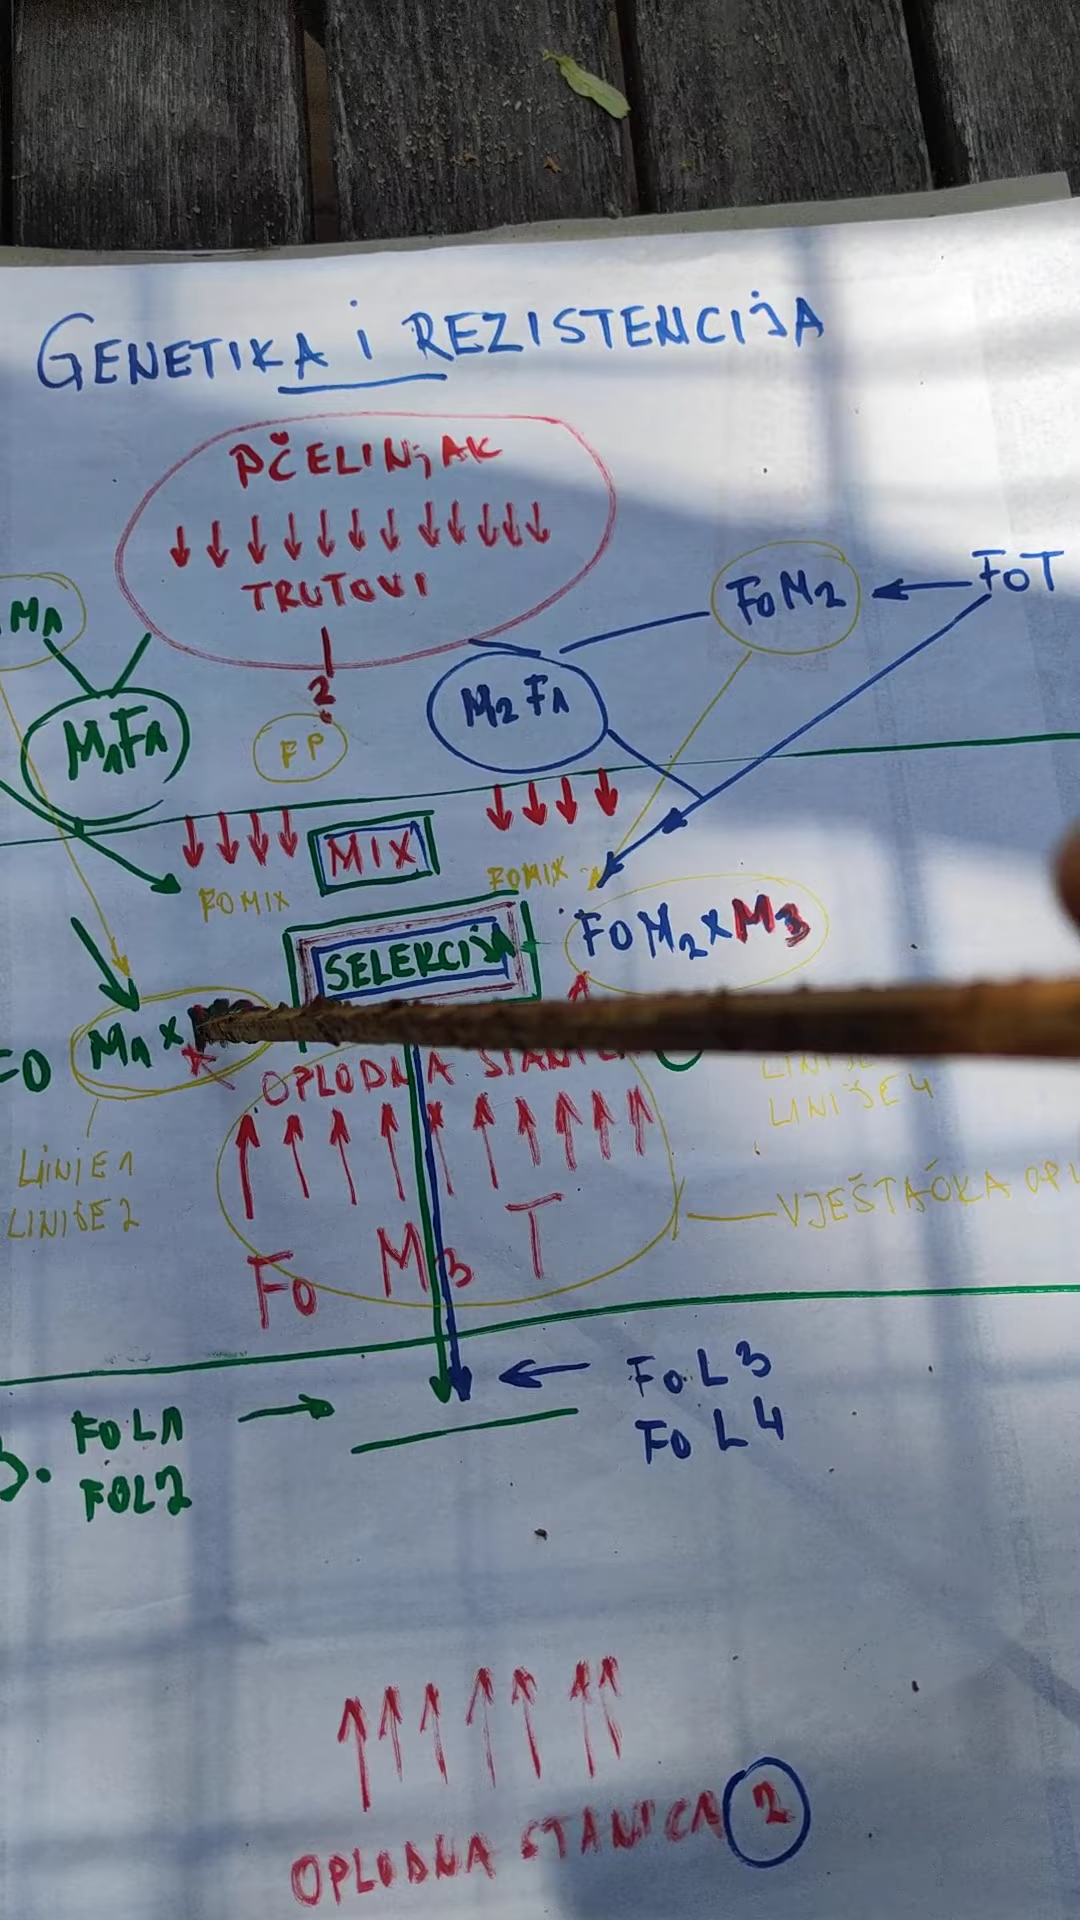 GENETIKA i REZISTENCIJA
PČELINjAK
TRUTOVI
M1
FOM2
FOT
M1F1
?
FP
M2F1
MIX
FOMIX
FOMIX
SELEKCIJA
FOM2xM3
FO M1x
OPLODNA
LINIJE 4
LINIJE 1
LINIJE 2
VJEŠTAČKA
FO M3 T
FOL1
FOL2
FOL3
FOL4
OPLODNA STANICA 2